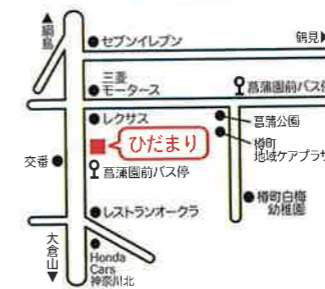 ▲綱島
セブンイレブン
鶴見▶
三菱
モータース
菖蒲園前バス停
レクサス
菖蒲公園
ひだまり
樽町
地域ケアプラザ
交番
菖蒲園前バス停
樽町白梅
幼稚園
レストランオークラ
大倉山▼
Honda
Cars
神奈川北